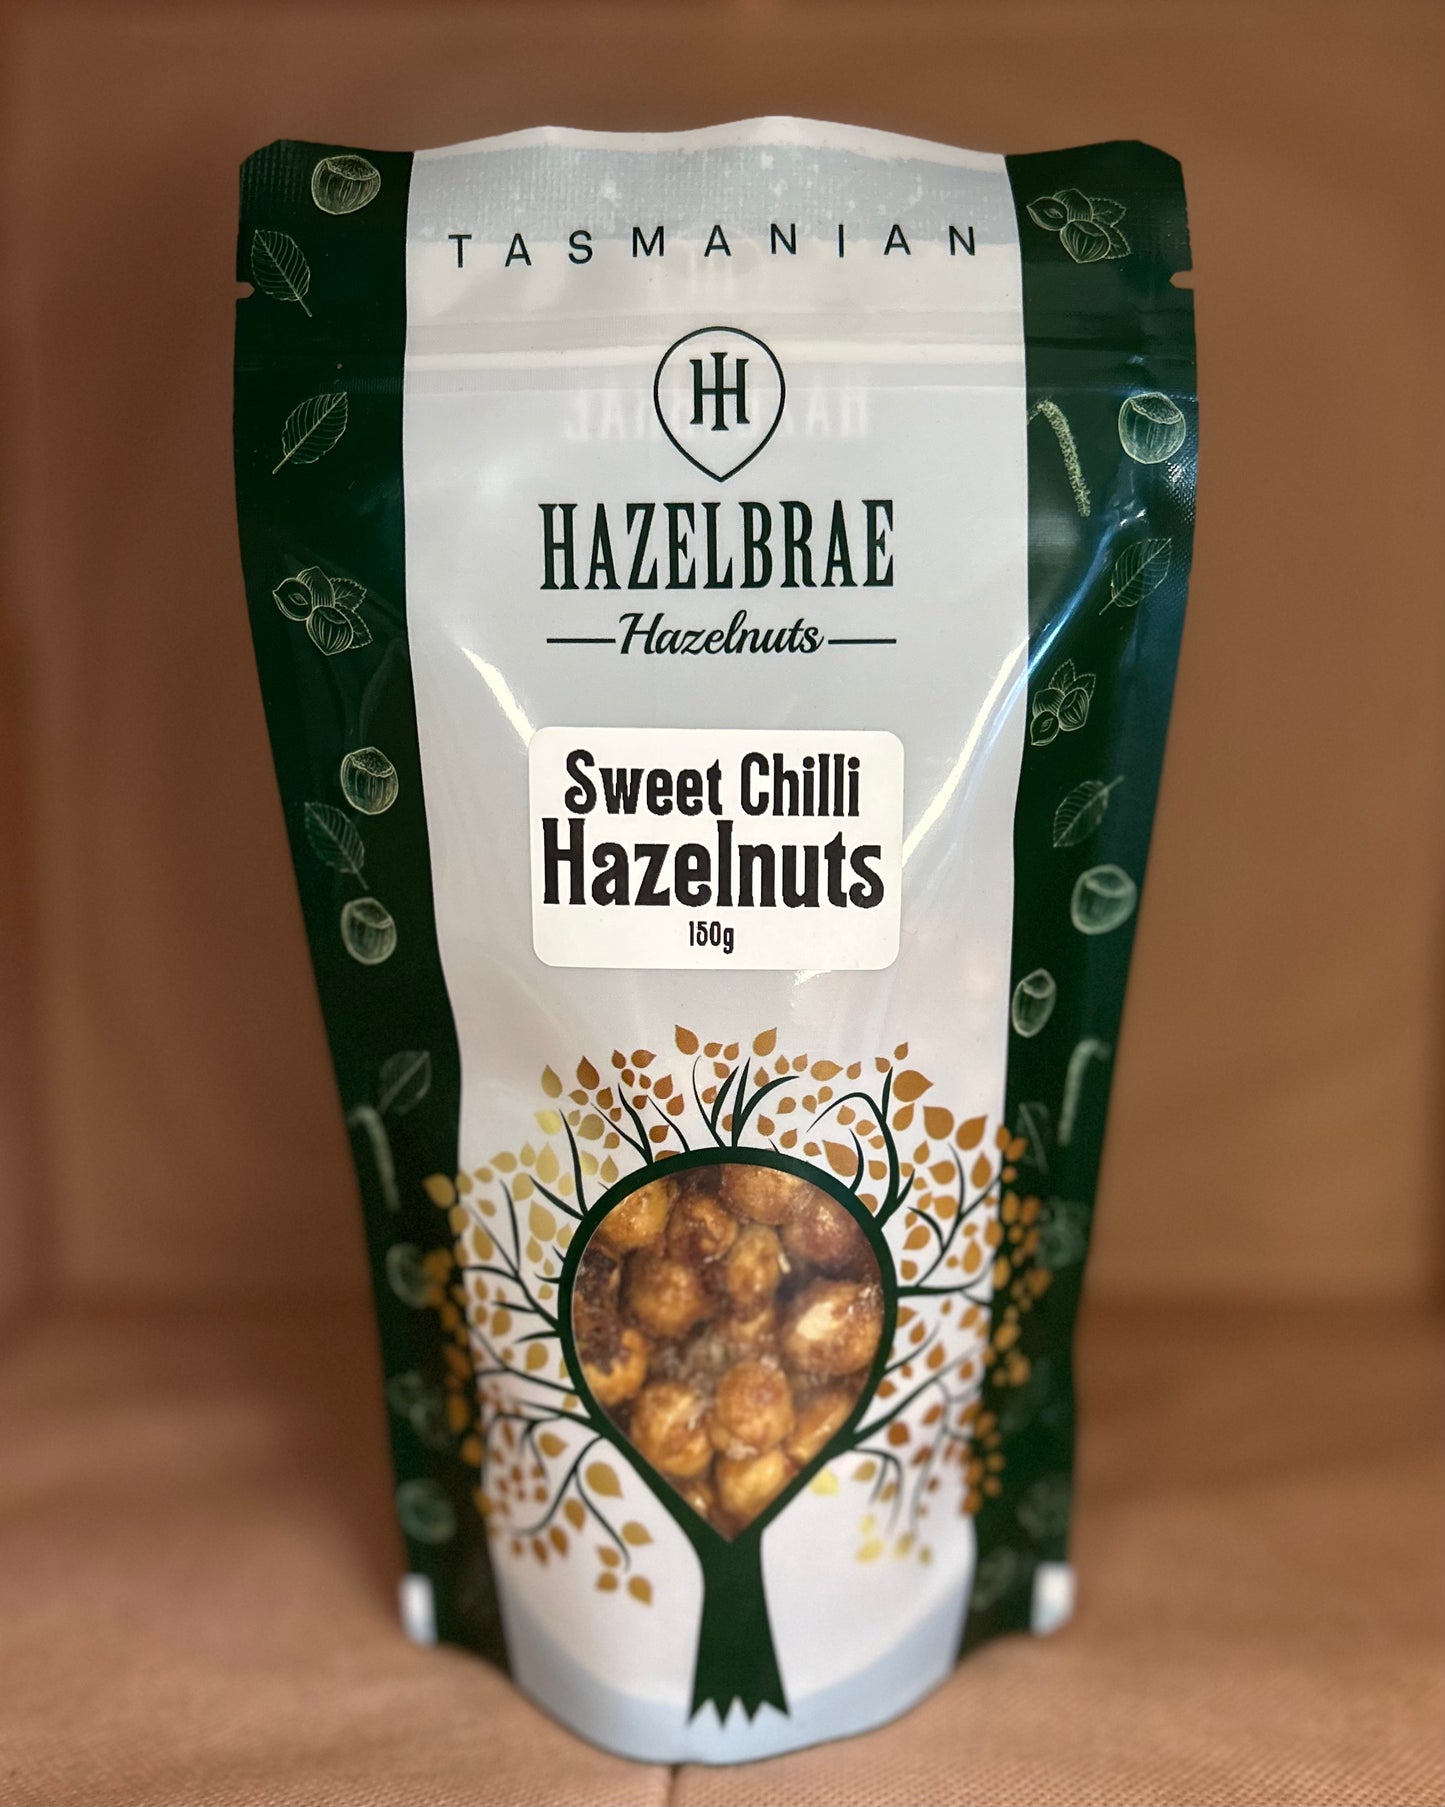 TASMANIAN
HH
HAZELBRAE
Hazelnuts
Sweet Chilli
Hazelnuts
150g